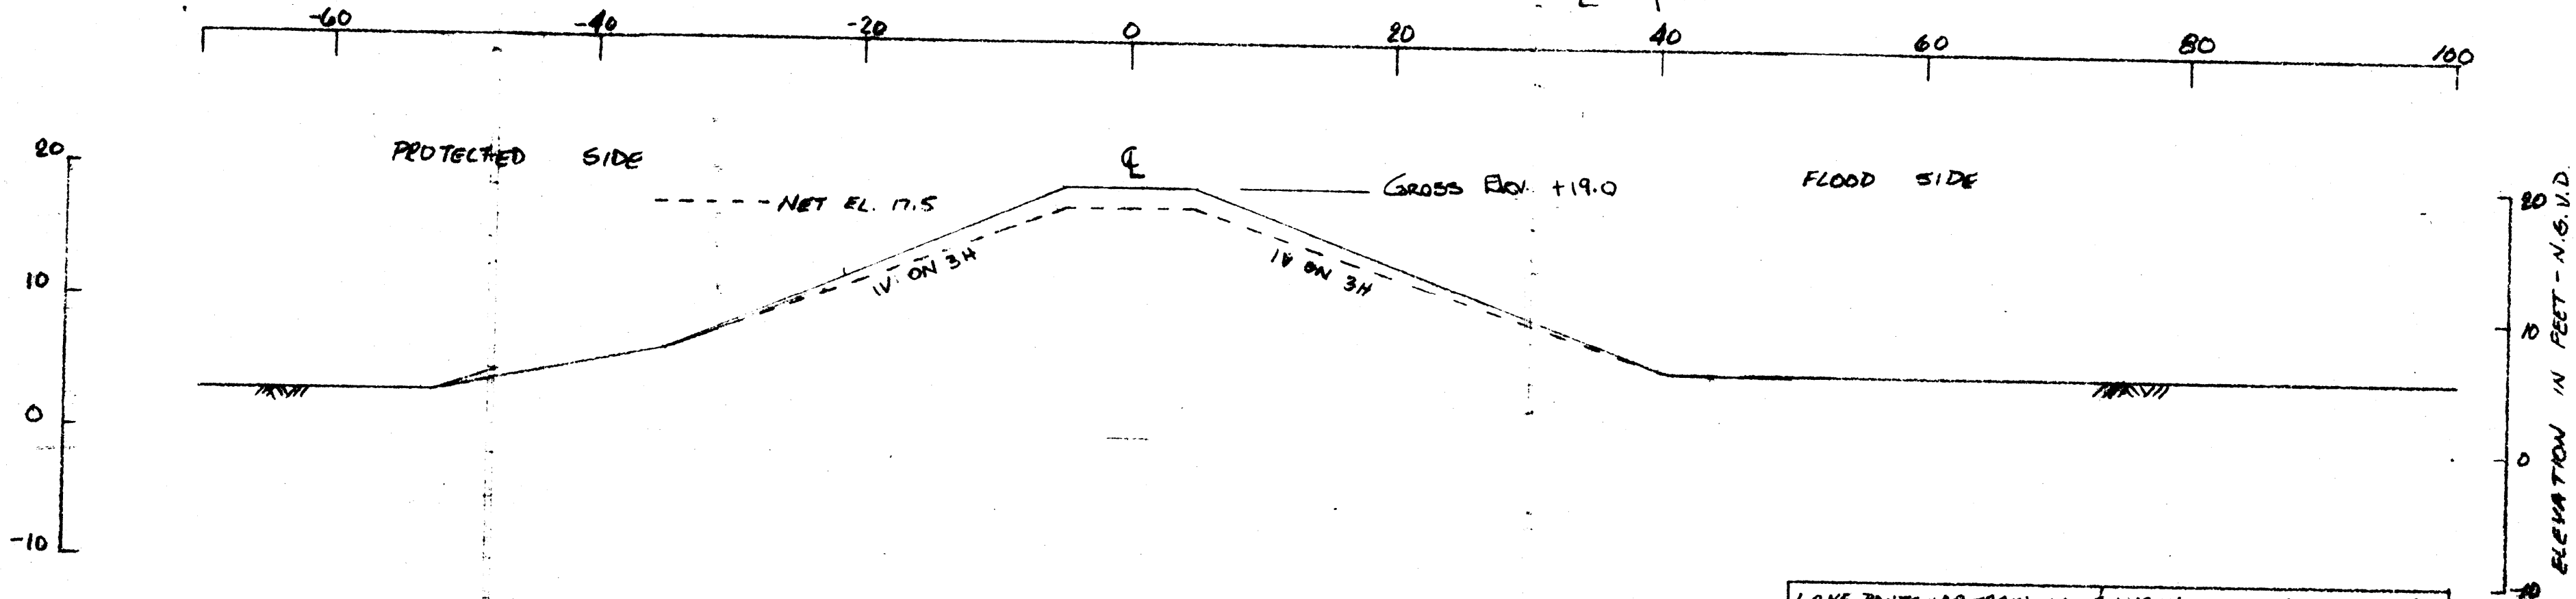 -60 -40 -20 0 20 40 60 80 100
PROTECTED SIDE
℄
FLOOD SIDE
GROSS ELEV. +19.0
NET EL. 17.5
1V ON 3H
1V ON 3H
20
10
0
-10
20
10
0
-10
ELEVATION IN FEET - N.G.V.D.